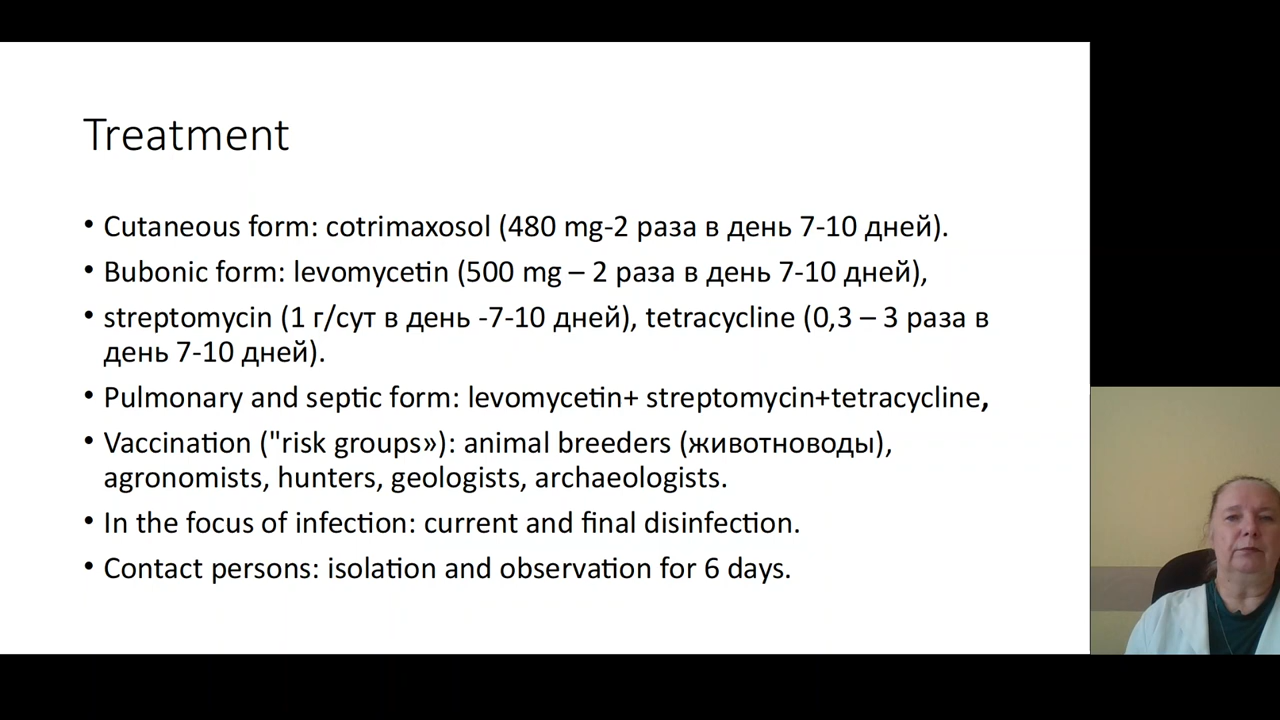 Treatment
• Cutaneous form: cotrimaxosol (480 mg-2 раза в день 7-10 дней).
• Bubonic form: levomycetin (500 mg – 2 раза в день 7-10 дней),
• streptomycin (1 г/сут в день -7-10 дней), tetracycline (0,3 – 3 раза в
день 7-10 дней).
• Pulmonary and septic form: levomycetin+ streptomycin+tetracycline,
• Vaccination ("risk groups»): animal breeders (животноводы),
agronomists, hunters, geologists, archaeologists.
• In the focus of infection: current and final disinfection.
• Contact persons: isolation and observation for 6 days.